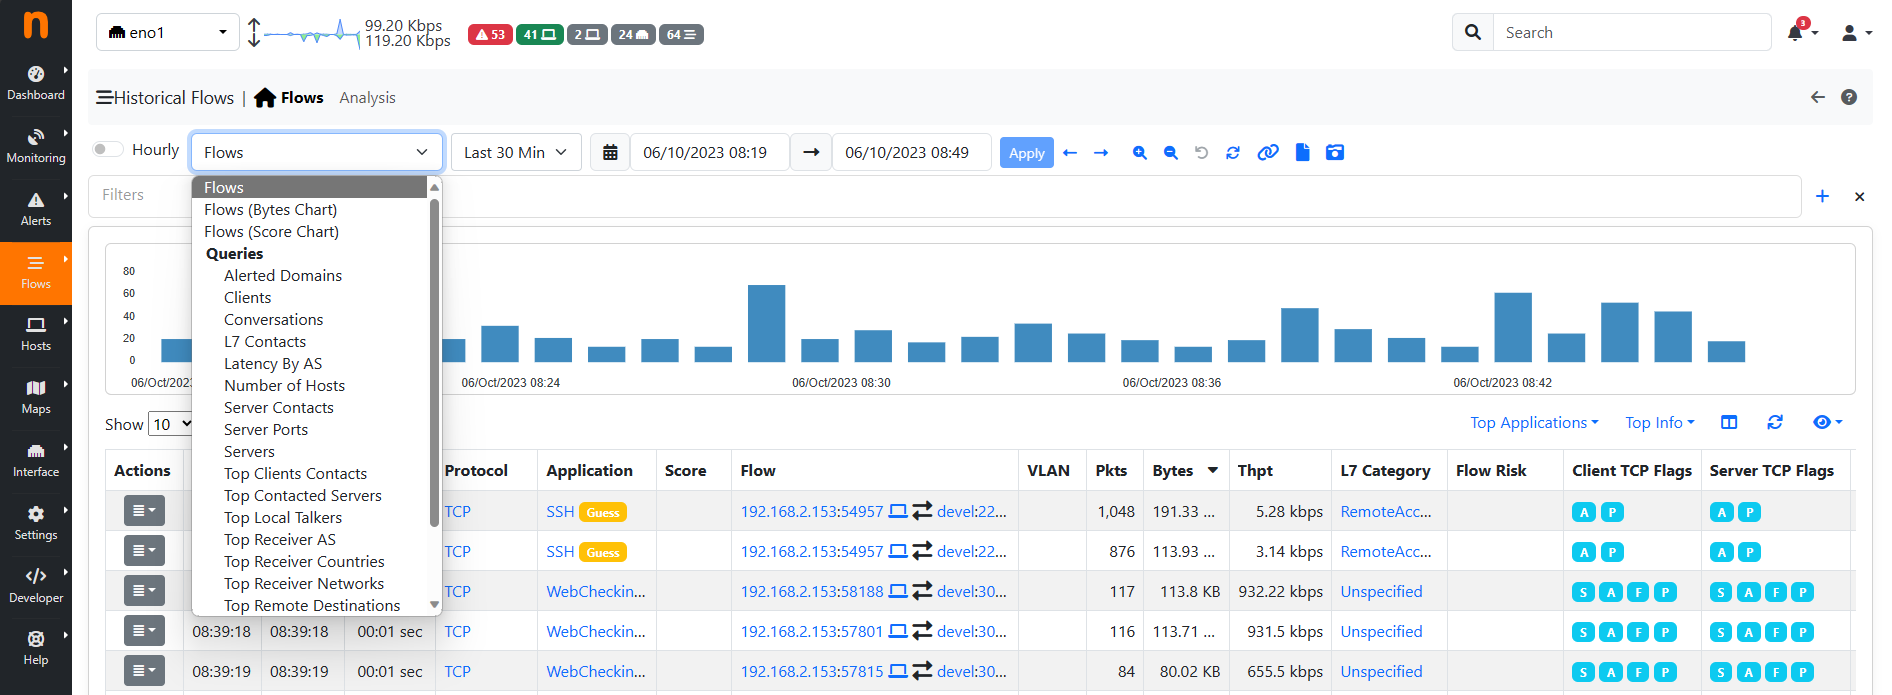 n
eno1
99.20 Kbps
119.20 Kbps
53
41
2
24
64
Search
3
Dashboard
Monitoring
Alerts
Flows
Hosts
Maps
Interface
Settings
Developer
Help
Historical Flows | Flows Analysis
Hourly
Flows
Last 30 Min
06/10/2023 08:19
06/10/2023 08:49
Apply
Filters
Flows
Flows (Bytes Chart)
Flows (Score Chart)
Queries
Alerted Domains
Clients
Conversations
L7 Contacts
Latency By AS
Number of Hosts
Server Contacts
Server Ports
Servers
Top Clients Contacts
Top Contacted Servers
Top Local Talkers
Top Receiver AS
Top Receiver Countries
Top Receiver Networks
Top Remote Destinations
80
60
40
20
0
06/Oct/2023 08:24 06/Oct/2023 08:30 06/Oct/2023 08:36 06/Oct/2023 08:42
Show 10
Top Applications Top Info
Actions Protocol Application Score Flow VLAN Pkts Bytes Thpt L7 Category Flow Risk Client TCP Flags Server TCP Flags
TCP SSH Guess 192.168.2.153:54957 devel:22... 1,048 191.33 ... 5.28 kbps RemoteAcc... A P A P
TCP SSH Guess 192.168.2.153:54957 devel:22... 876 113.93 ... 3.14 kbps RemoteAcc... A P A P
TCP WebCheckin... 192.168.2.153:58188 devel:30... 117 113.8 KB 932.22 kbps Unspecified S A F P S A F P
08:39:18 08:39:18 00:01 sec TCP WebCheckin... 192.168.2.153:57801 devel:30... 116 113.71 ... 931.5 kbps Unspecified S A F P S A F P
08:39:19 08:39:19 00:01 sec TCP WebCheckin... 192.168.2.153:57815 devel:30... 84 80.02 KB 655.5 kbps Unspecified S A F P S A F P